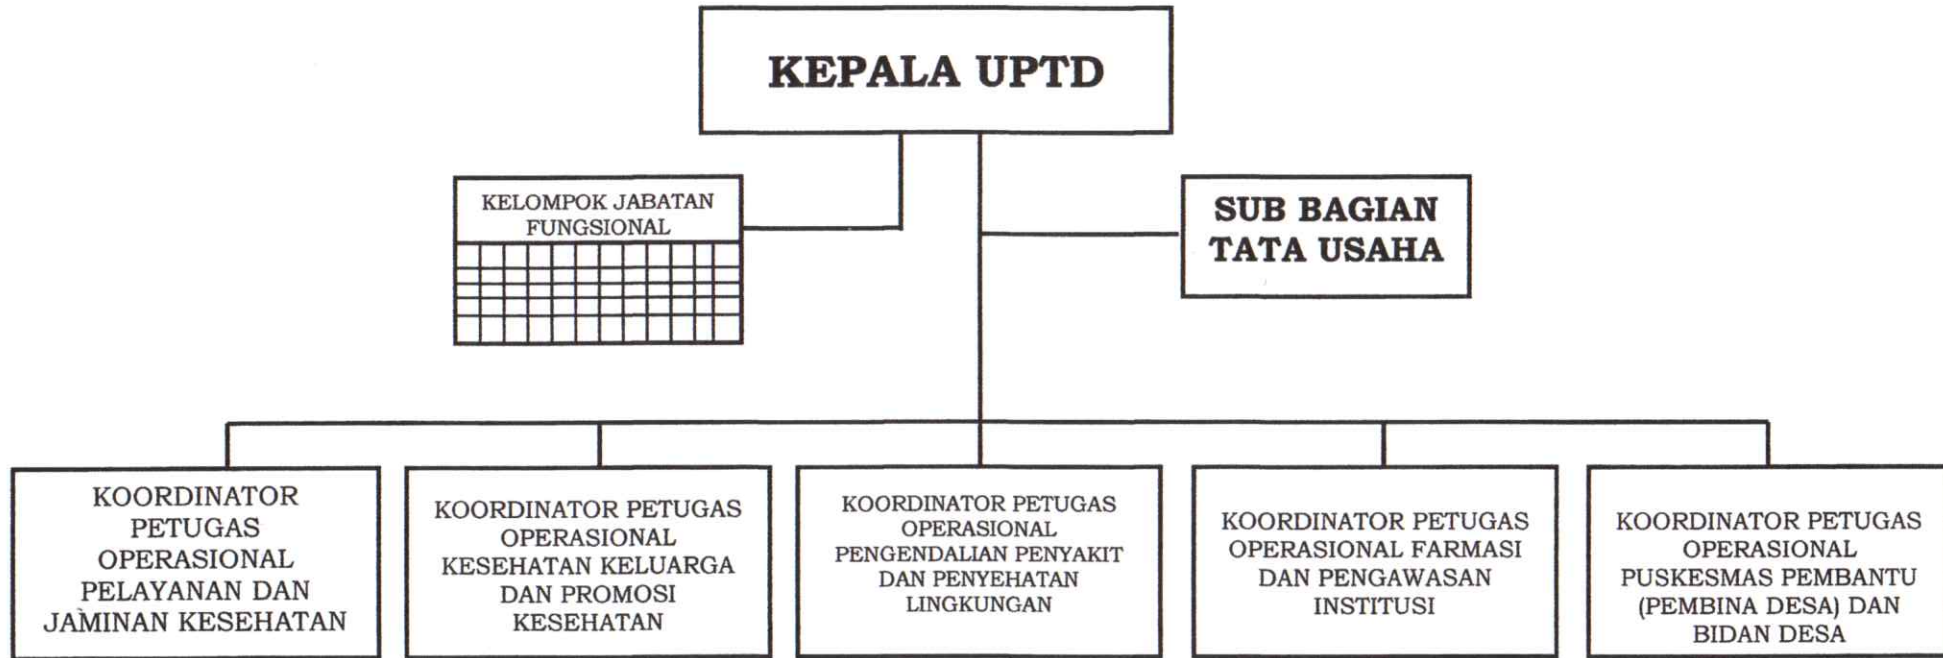 KEPALA UPTD
KELOMPOK JABATAN
FUNGSIONAL
SUB BAGIAN
TATA USAHA
KOORDINATOR
PETUGAS
OPERASIONAL
PELAYANAN DAN
JAMINAN KESEHATAN
KOORDINATOR PETUGAS
OPERASIONAL
KESEHATAN KELUARGA
DAN PROMOSI
KESEHATAN
KOORDINATOR PETUGAS
OPERASIONAL
PENGENDALIAN PENYAKIT
DAN PENYEHATAN
LINGKUNGAN
KOORDINATOR PETUGAS
OPERASIONAL FARMASI
DAN PENGAWASAN
INSTITUSI
KOORDINATOR PETUGAS
OPERASIONAL
PUSKESMAS PEMBANTU
(PEMBINA DESA) DAN
BIDAN DESA